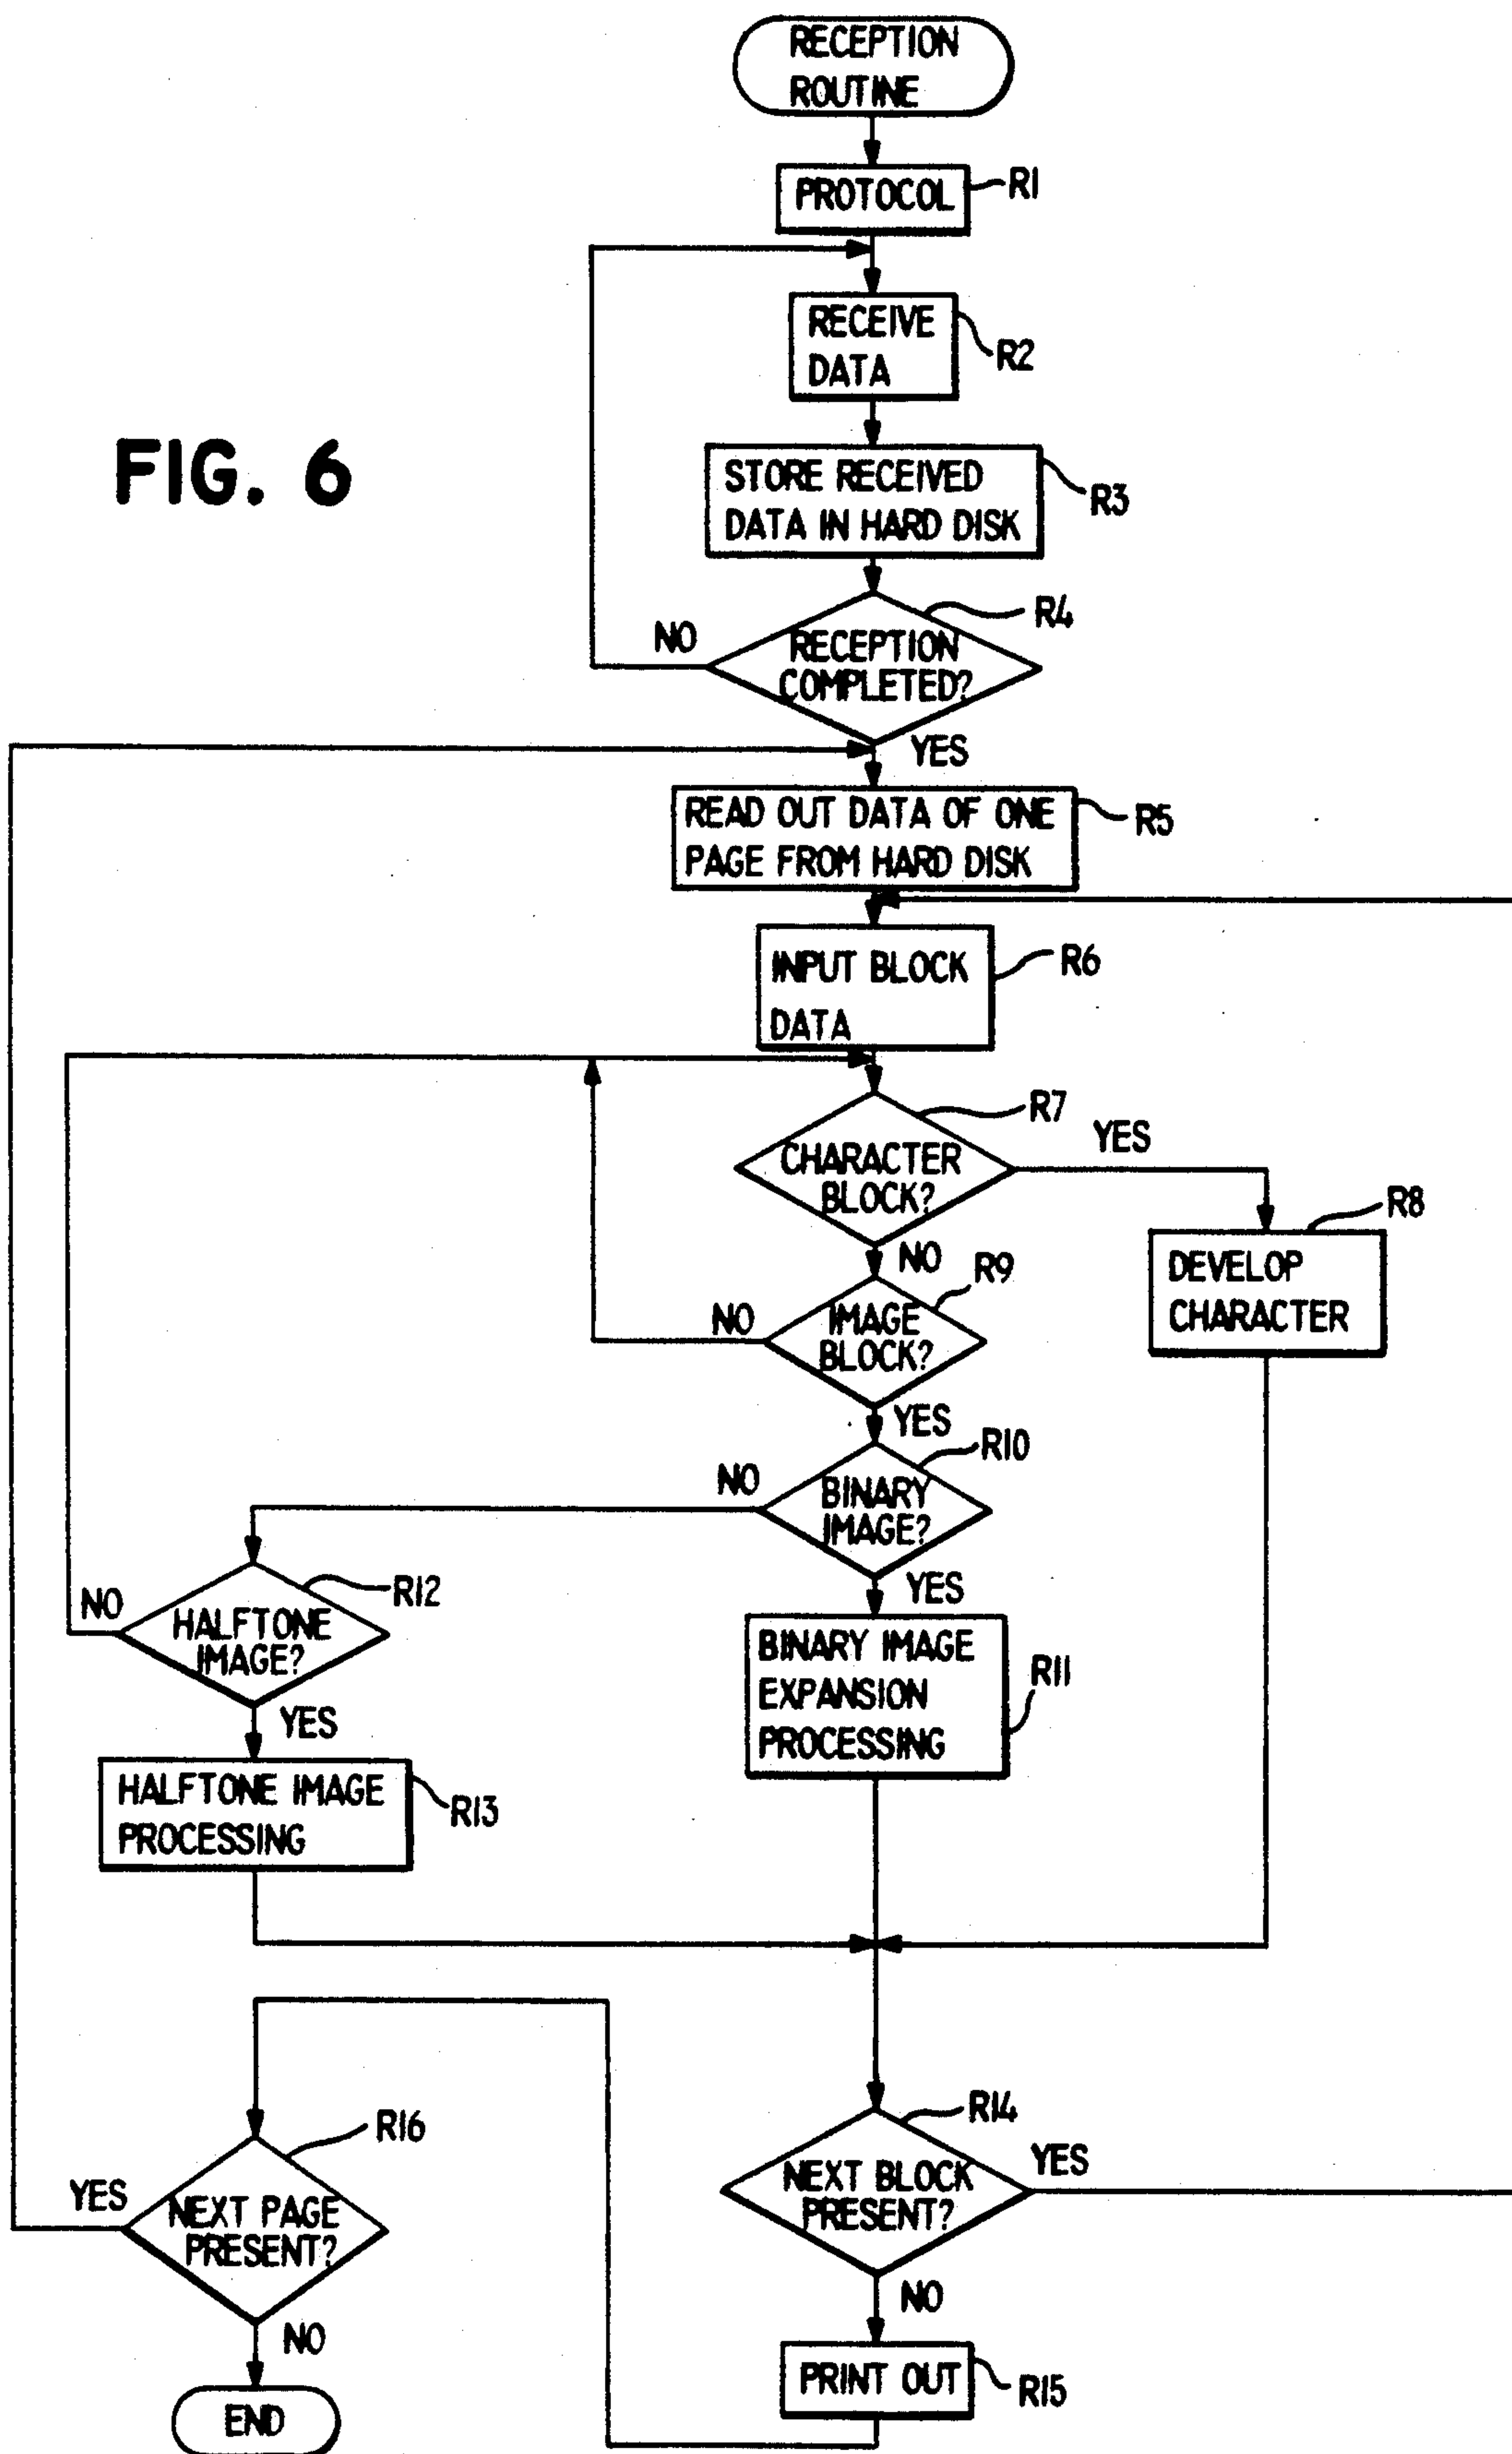 RECEPTION
ROUTINE
PROTOCOL
R1
RECEIVE
DATA
R2
FIG. 6
STORE RECEIVED
DATA IN HARD DISK
R3
R4
NO
RECEPTION
COMPLETED?
YES
READ OUT DATA OF ONE
PAGE FROM HARD DISK
R5
INPUT BLOCK
DATA
R6
R7
CHARACTER
BLOCK?
YES
R8
DEVELOP
CHARACTER
NO
R9
NO
IMAGE
BLOCK?
YES
R10
NO
BINARY
IMAGE?
YES
R12
NO
HALFTONE
IMAGE?
YES
BINARY IMAGE
EXPANSION
PROCESSING
R11
HALFTONE IMAGE
PROCESSING
R13
R14
NEXT BLOCK
PRESENT?
YES
NO
PRINT OUT
R15
R16
YES
NEXT PAGE
PRESENT?
NO
END